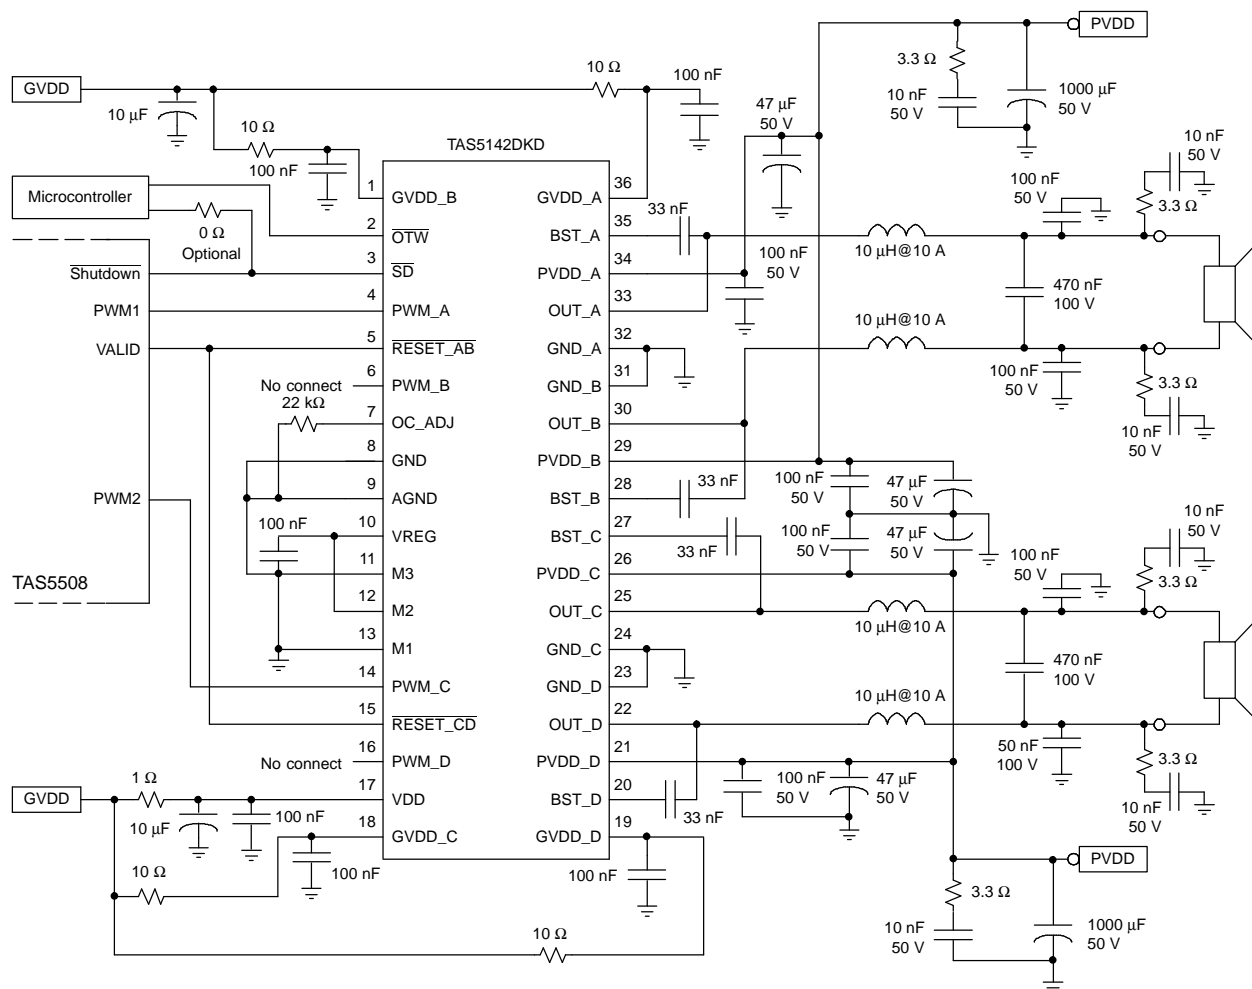 PVDD
3.3 Ω
10 nF
50 V
1000 µF
50 V
GVDD
10 µF
10 Ω
100 nF
10 Ω
100 nF
47 µF
50 V
TAS5142DKD
Microcontroller
0 Ω
Optional
Shutdown
PWM1
VALID
PWM2
TAS5508
1
GVDD_B
2
OTW
3
SD
4
PWM_A
5
RESET_AB
6
No connect
PWM_B
22 kΩ
7
OC_ADJ
8
GND
9
AGND
100 nF
10
VREG
11
M3
12
M2
13
M1
14
PWM_C
15
RESET_CD
16
No connect
PWM_D
17
VDD
18
GVDD_C
36
GVDD_A
35
BST_A
34
PVDD_A
33
OUT_A
32
GND_A
31
GND_B
30
OUT_B
29
PVDD_B
28
BST_B
27
BST_C
26
PVDD_C
25
OUT_C
24
GND_C
23
GND_D
22
OUT_D
21
PVDD_D
20
BST_D
19
GVDD_D
33 nF
100 nF
50 V
10 µH@10 A
10 µH@10 A
100 nF
50 V
10 nF
50 V
3.3 Ω
470 nF
100 V
100 nF
50 V
3.3 Ω
10 nF
50 V
33 nF
33 nF
100 nF
50 V
47 µF
50 V
100 nF
50 V
47 µF
50 V
10 µH@10 A
10 µH@10 A
100 nF
50 V
10 nF
50 V
3.3 Ω
470 nF
100 V
50 nF
100 V
3.3 Ω
10 nF
50 V
100 nF
50 V
47 µF
50 V
33 nF
GVDD
1 Ω
10 µF
100 nF
10 Ω
100 nF
100 nF
10 Ω
PVDD
3.3 Ω
10 nF
50 V
1000 µF
50 V